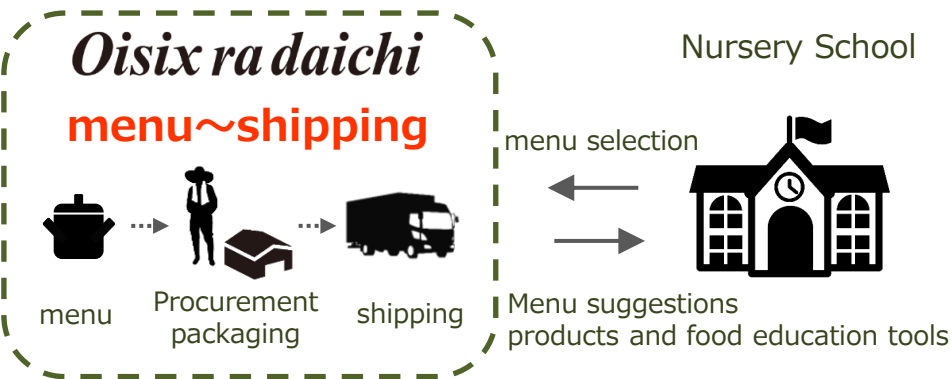 Oisix ra daichi
menu～shipping
menu
Procurement
packaging
shipping
Nursery School
menu selection
Menu suggestions
products and food education tools